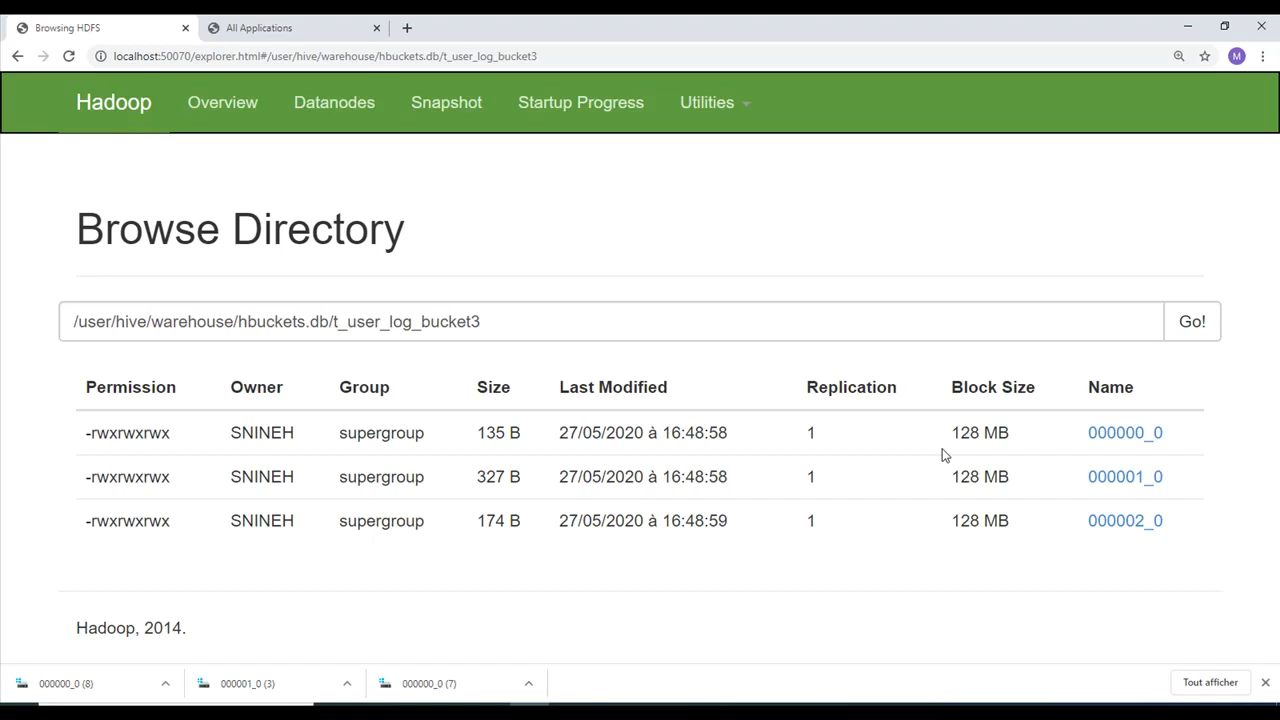 Browsing HDFS
All Applications
localhost:50070/explorer.html#/user/hive/warehouse/hbuckets.db/t_user_log_bucket3
M
Hadoop Overview Datanodes Snapshot Startup Progress Utilities
Browse Directory
/user/hive/warehouse/hbuckets.db/t_user_log_bucket3 Go!
Permission Owner Group Size Last Modified Replication Block Size Name
-rwxrwxrwx SNINEH supergroup 135 B 27/05/2020 à 16:48:58 1 128 MB 000000_0
-rwxrwxrwx SNINEH supergroup 327 B 27/05/2020 à 16:48:58 1 128 MB 000001_0
-rwxrwxrwx SNINEH supergroup 174 B 27/05/2020 à 16:48:59 1 128 MB 000002_0
Hadoop, 2014.
000000_0 (8) 000001_0 (3) 000000_0 (7) Tout afficher